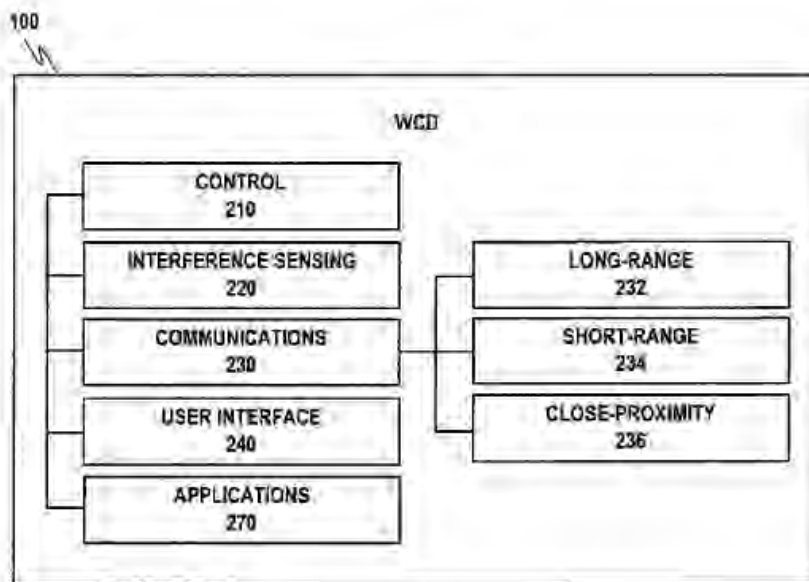 100
WCD
CONTROL
210
INTERFERENCE SENSING
220
COMMUNICATIONS
230
USER INTERFACE
240
APPLICATIONS
270
LONG-RANGE
232
SHORT-RANGE
234
CLOSE-PROXIMITY
236